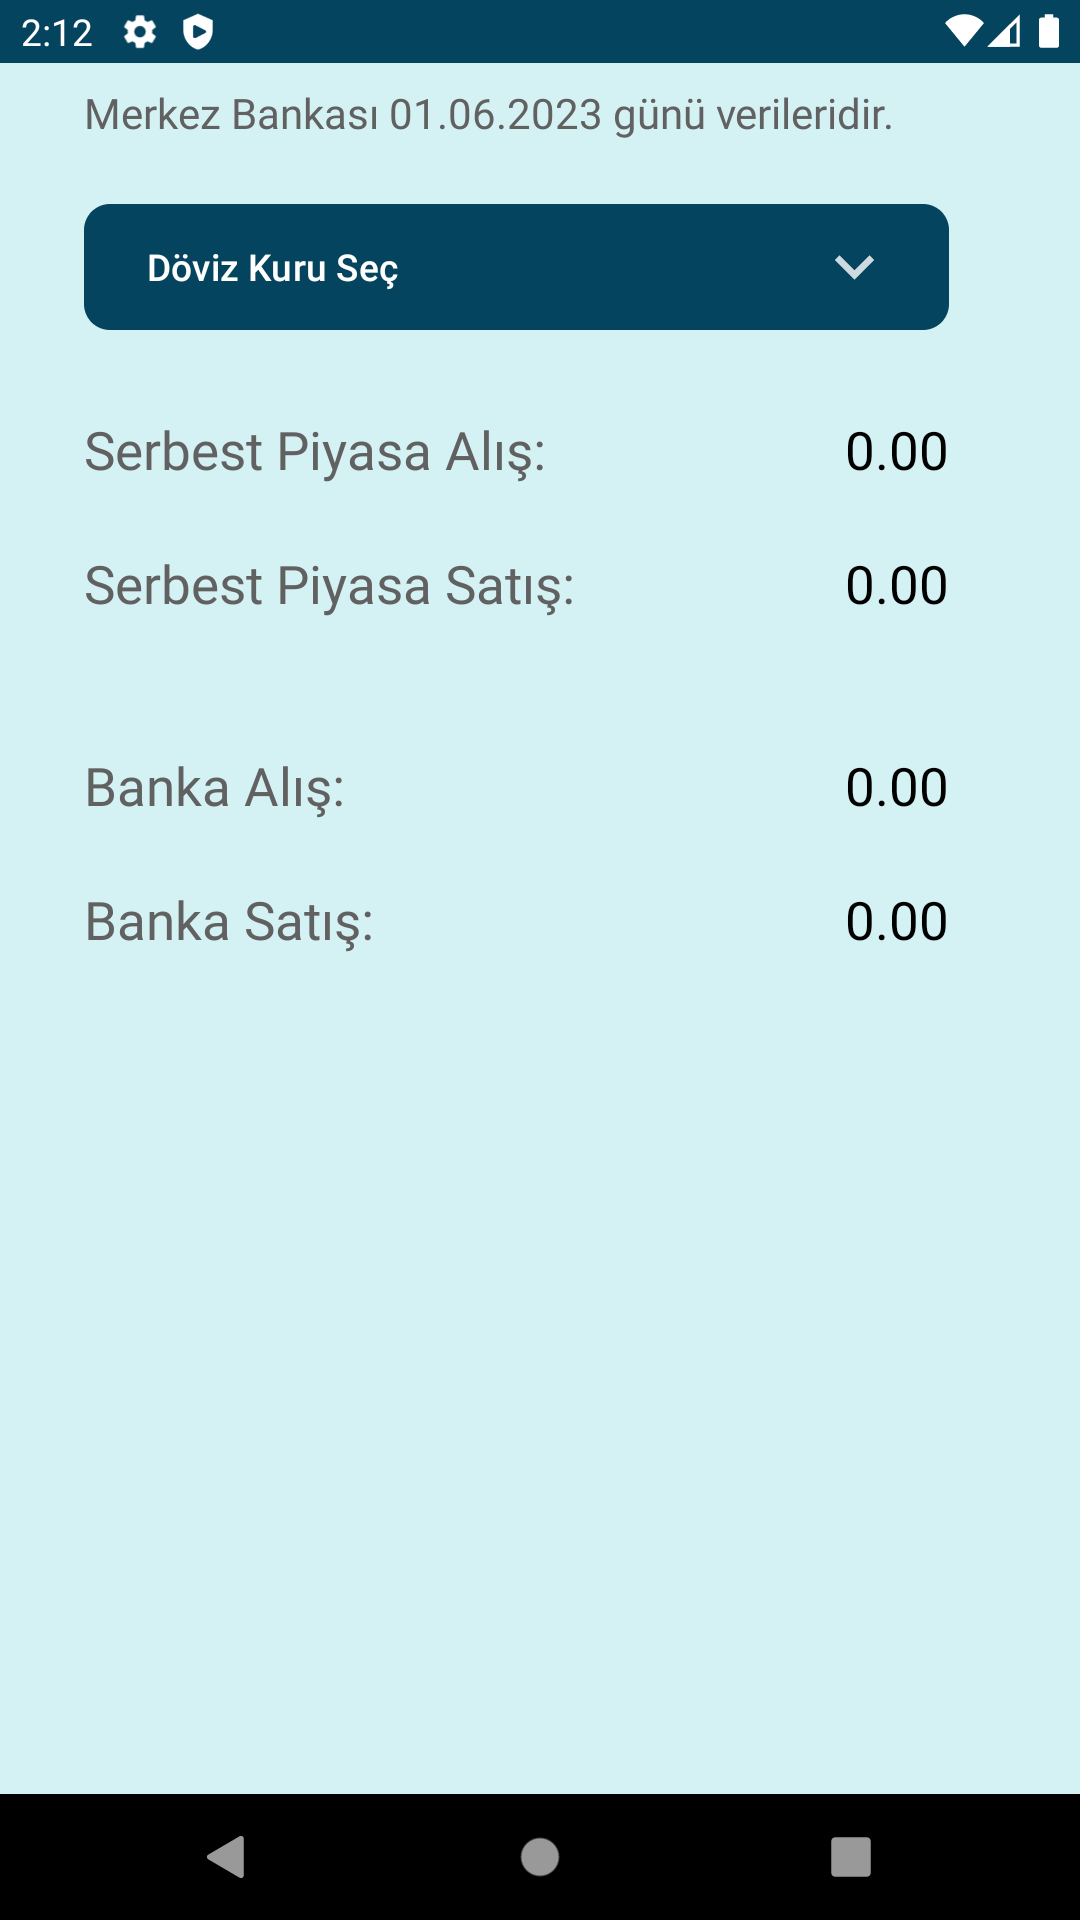 2:12
Merkez Bankası 01.06.2023 günü verileridir.
Döviz Kuru Seç
Serbest Piyasa Alış: 0.00
Serbest Piyasa Satış: 0.00
Banka Alış: 0.00
Banka Satış: 0.00